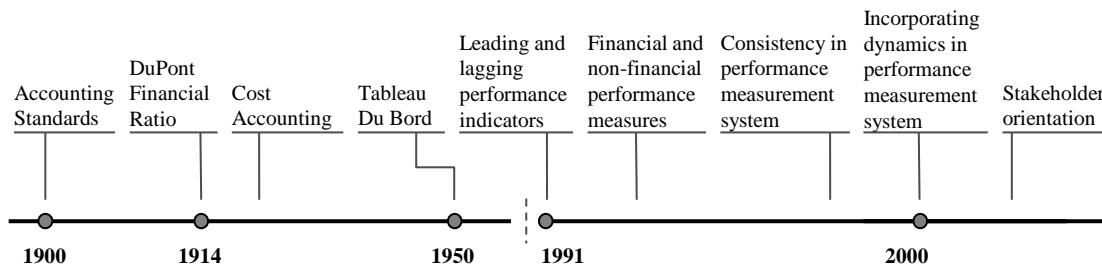 Accounting
Standards
DuPont
Financial
Ratio
Cost
Accounting
Tableau
Du Bord
Leading and
lagging
performance
indicators
Financial and
non-financial
performance
measures
Consistency in
performance
measurement
system
Incorporating
dynamics in
performance
measurement
system
Stakeholder
orientation
1900
1914
1950
1991
2000